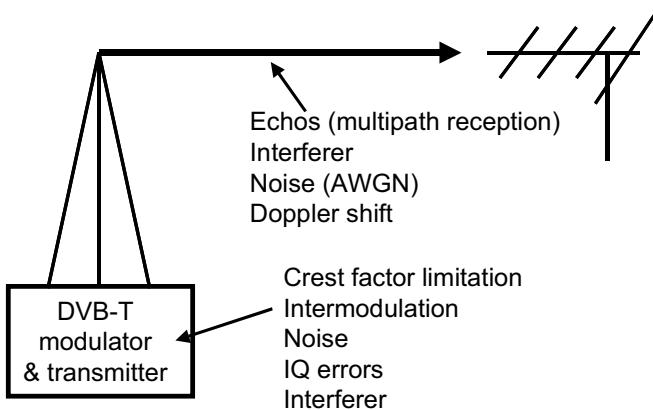 Echos (multipath reception)
Interferer
Noise (AWGN)
Doppler shift
DVB-T
modulator
& transmitter
Crest factor limitation
Intermodulation
Noise
IQ errors
Interferer